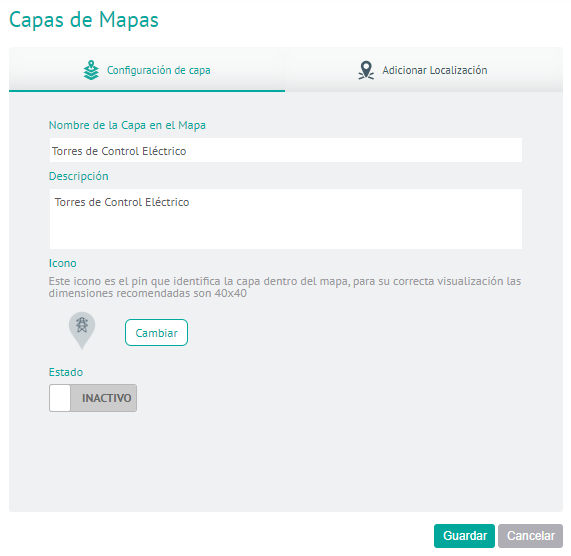 Capas de Mapas
Configuración de capa
Adicionar Localización
Nombre de la Capa en el Mapa
Torres de Control Eléctrico
Descripción
Torres de Control Eléctrico
Icono
Este icono es el pin que identifica la capa dentro del mapa, para su correcta visualización las
dimensiones recomendadas son 40x40
Cambiar
Estado
INACTIVO
Guardar
Cancelar